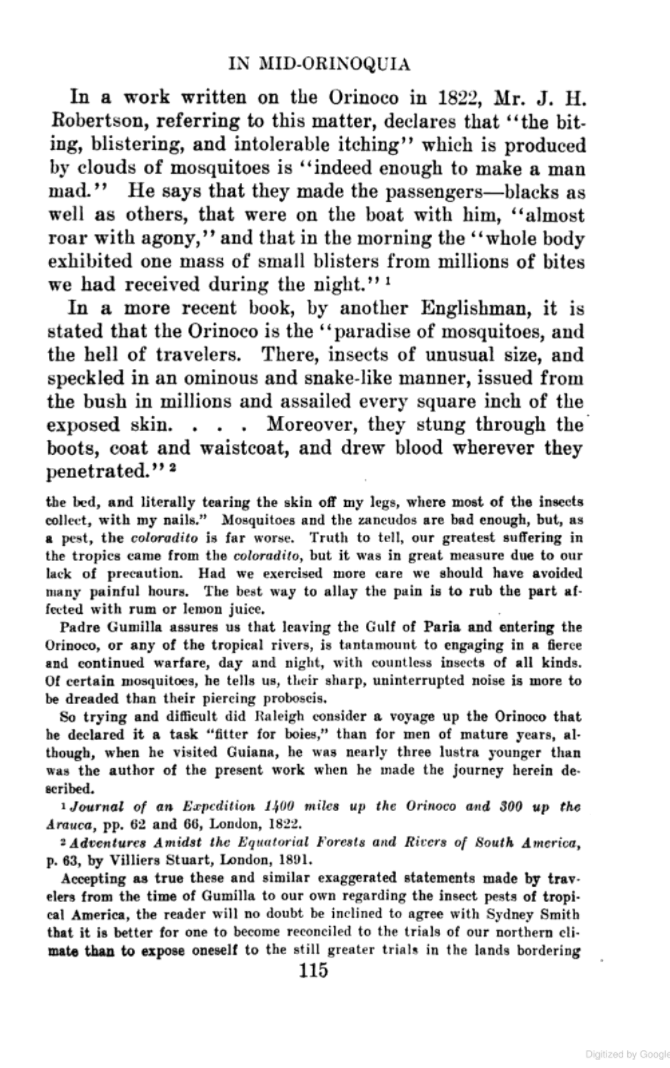 IN MID-ORINOQUIA
In a work written on the Orinoco in 1822, Mr. J. H.
Robertson, referring to this matter, declares that "the bit-
ing, blistering, and intolerable itching" which is produced
by clouds of mosquitoes is "indeed enough to make a man
mad." He says that they made the passengers—blacks as
well as others, that were on the boat with him, "almost
roar with agony," and that in the morning the "whole body
exhibited one mass of small blisters from millions of bites
we had received during the night." 1
In a more recent book, by another Englishman, it is
stated that the Orinoco is the "paradise of mosquitoes, and
the hell of travelers. There, insects of unusual size, and
speckled in an ominous and snake-like manner, issued from
the bush in millions and assailed every square inch of the
exposed skin. . . . Moreover, they stung through the
boots, coat and waistcoat, and drew blood wherever they
penetrated." 2
the bed, and literally tearing the skin off my legs, where most of the insects
collect, with my nails." Mosquitoes and the zancudos are bad enough, but, as
a pest, the coloradito is far worse. Truth to tell, our greatest suffering in
the tropics came from the coloradito, but it was in great measure due to our
lack of precaution. Had we exercised more care we should have avoided
many painful hours. The best way to allay the pain is to rub the part af-
fected with rum or lemon juice.
Padre Gumilla assures us that leaving the Gulf of Paria and entering the
Orinoco, or any of the tropical rivers, is tantamount to engaging in a fierce
and continued warfare, day and night, with countless insects of all kinds.
Of certain mosquitoes, he tells us, their sharp, uninterrupted noise is more to
be dreaded than their piercing proboscis.
So trying and difficult did Raleigh consider a voyage up the Orinoco that
he declared it a task "fitter for boies," than for men of mature years, al-
though, when he visited Guiana, he was nearly three lustra younger than
was the author of the present work when he made the journey herein de-
scribed.
1 Journal of an Expedition 1400 miles up the Orinoco and 300 up the
Arauca, pp. 62 and 66, London, 1822.
2 Adventures Amidst the Equatorial Forests and Rivers of South America,
p. 63, by Villiers Stuart, London, 1891.
Accepting as true these and similar exaggerated statements made by trav-
elers from the time of Gumilla to our own regarding the insect pests of tropi-
cal America, the reader will no doubt be inclined to agree with Sydney Smith
that it is better for one to become reconciled to the trials of our northern cli-
mate than to expose oneself to the still greater trials in the lands bordering
115
Digitized by Google